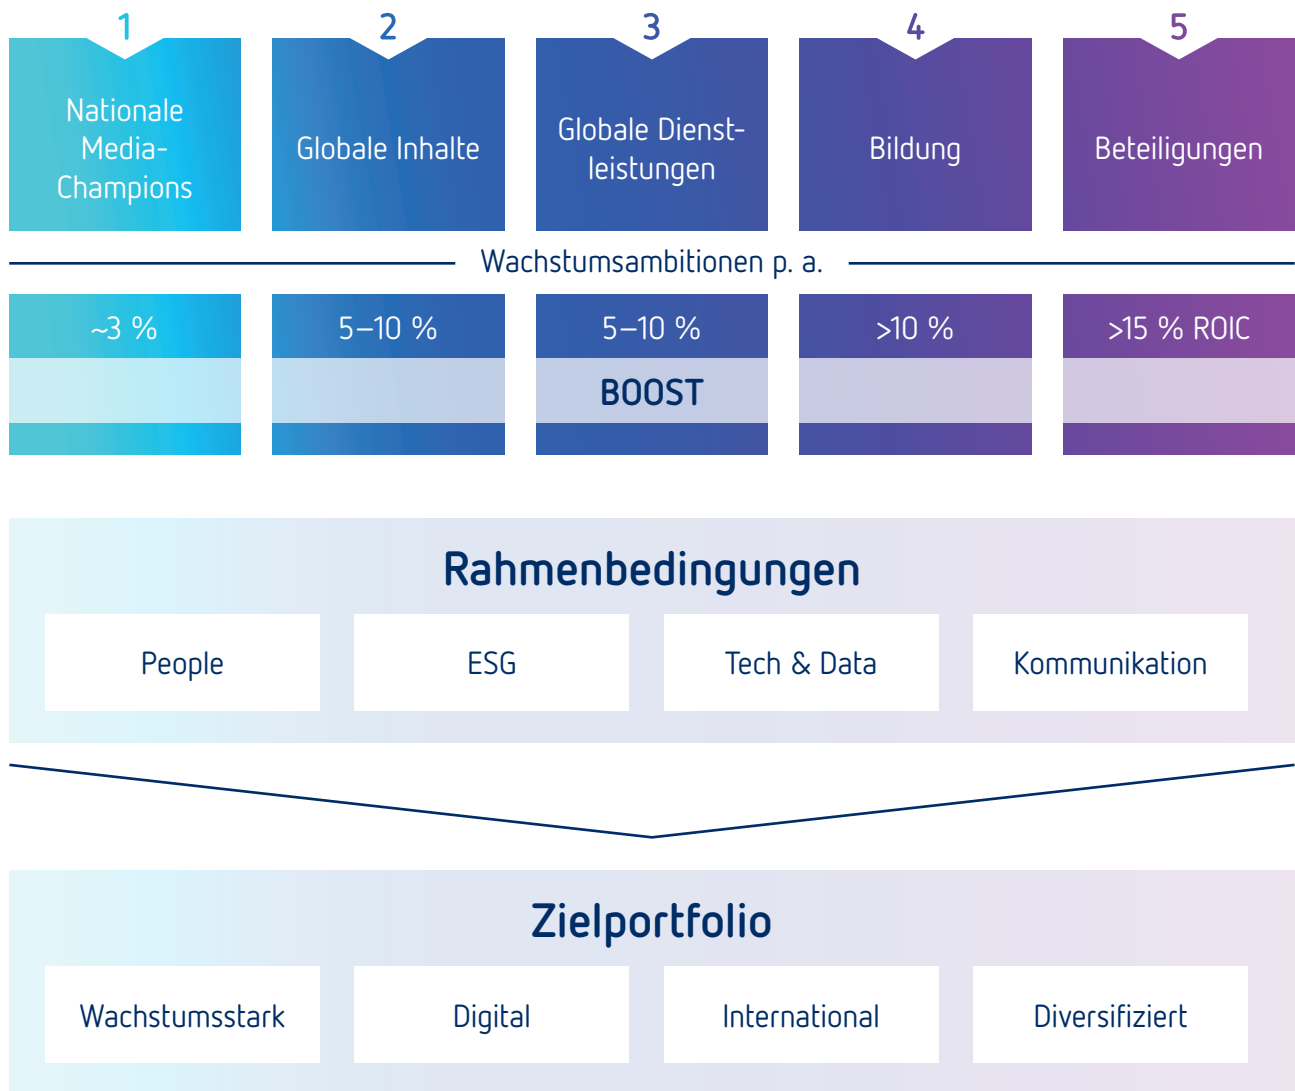 1
2
3
4
5
Nationale
Media-
Champions
Globale Inhalte
Globale Dienst-
leistungen
Bildung
Beteiligungen
Wachstumsambitionen p. a.
~3 %
5–10 %
5–10 %
>10 %
>15 % ROIC
BOOST
Rahmenbedingungen
People
ESG
Tech & Data
Kommunikation
Zielportfolio
Wachstumsstark
Digital
International
Diversifiziert